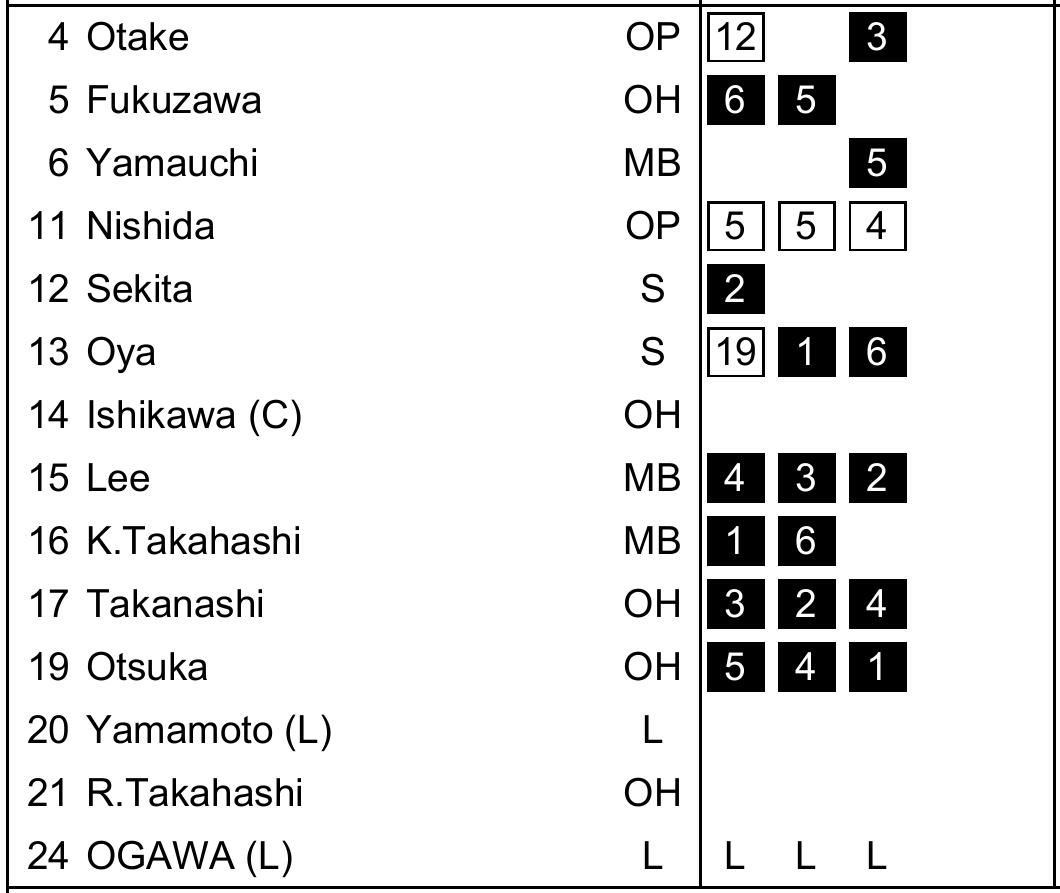 4 Otake OP 12 3
5 Fukuzawa OH 6 5
6 Yamauchi MB 5
11 Nishida OP 5 5 4
12 Sekita S 2
13 Oya S 19 1 6
14 Ishikawa (C) OH
15 Lee MB 4 3 2
16 K.Takahashi MB 1 6
17 Takanashi OH 3 2 4
19 Otsuka OH 5 4 1
20 Yamamoto (L) L
21 R.Takahashi OH
24 OGAWA (L) L L L L